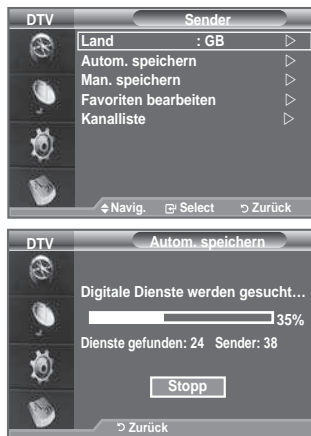 DTV Sender
Land : GB
Autom. speichern
Man. speichern
Favoriten bearbeiten
Kanalliste
Navig. Select Zurück
DTV Autom. speichern
Digitale Dienste werden gesucht...
35%
Dienste gefunden: 24 Sender: 38
Stopp
Zurück